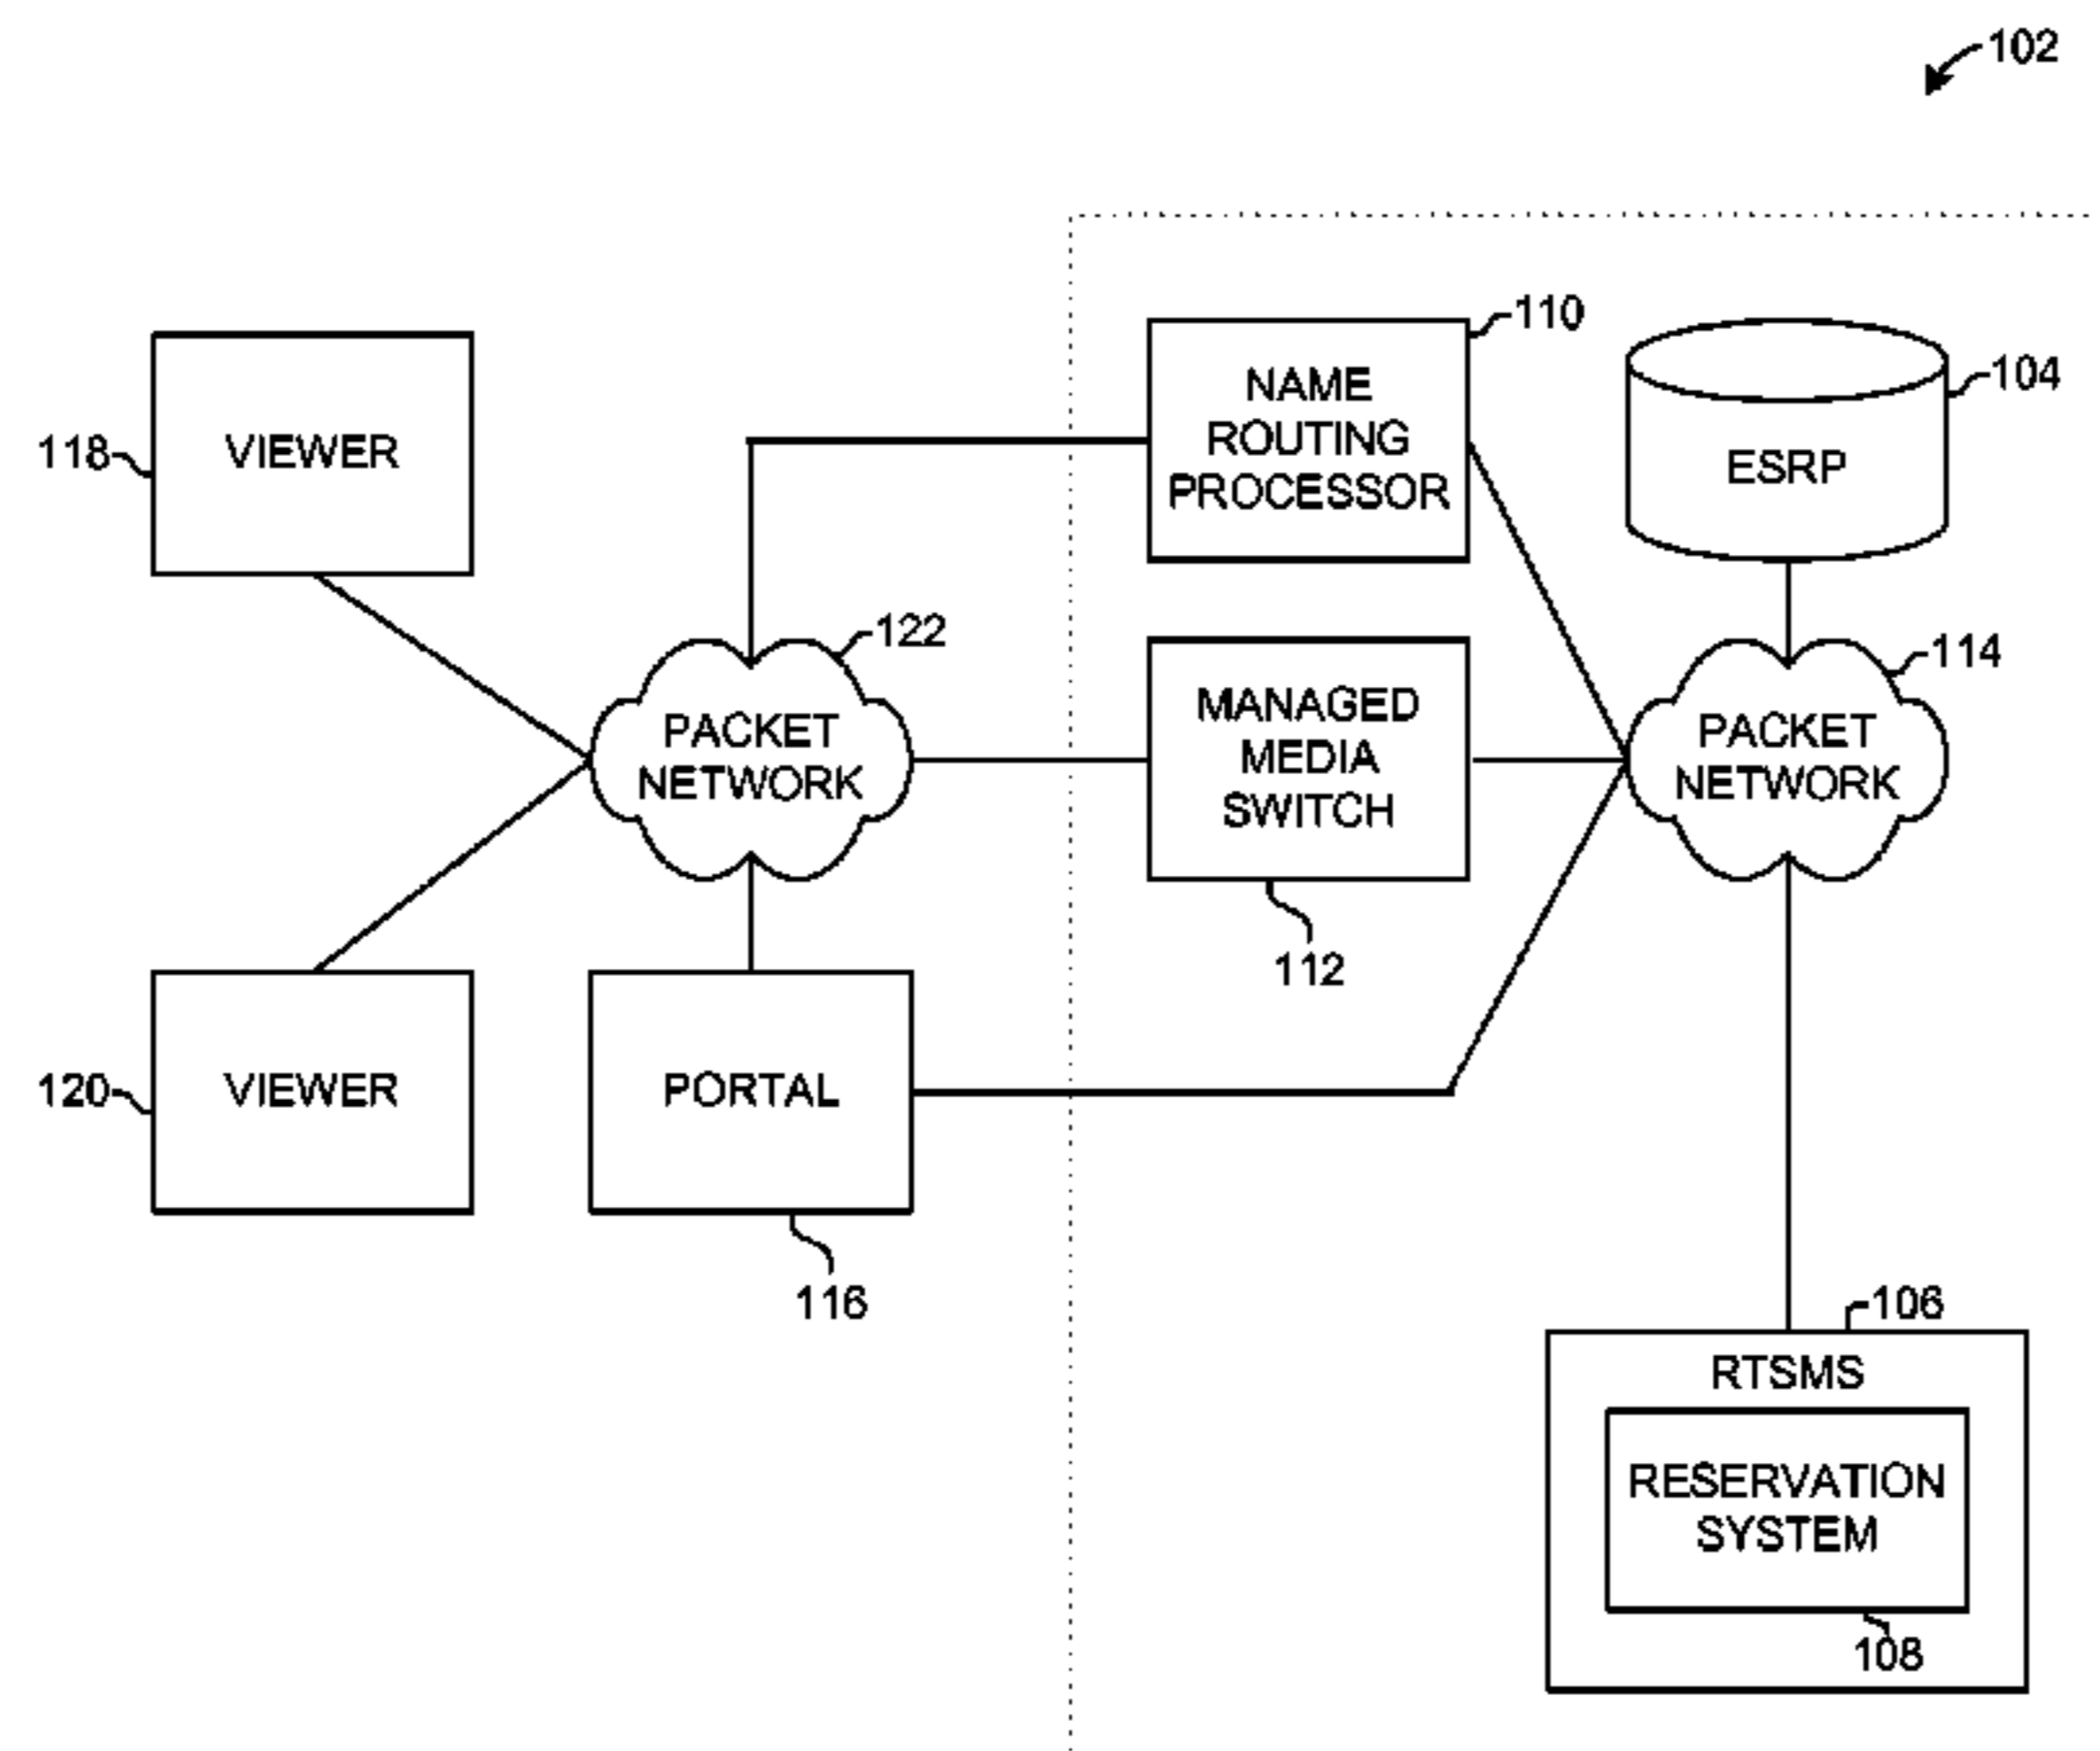 102
110
NAME
ROUTING
PROCESSOR
104
ESRP
118
VIEWER
122
PACKET
NETWORK
MANAGED
MEDIA
SWITCH
112
114
PACKET
NETWORK
120
VIEWER
PORTAL
116
106
RTSMS
RESERVATION
SYSTEM
108